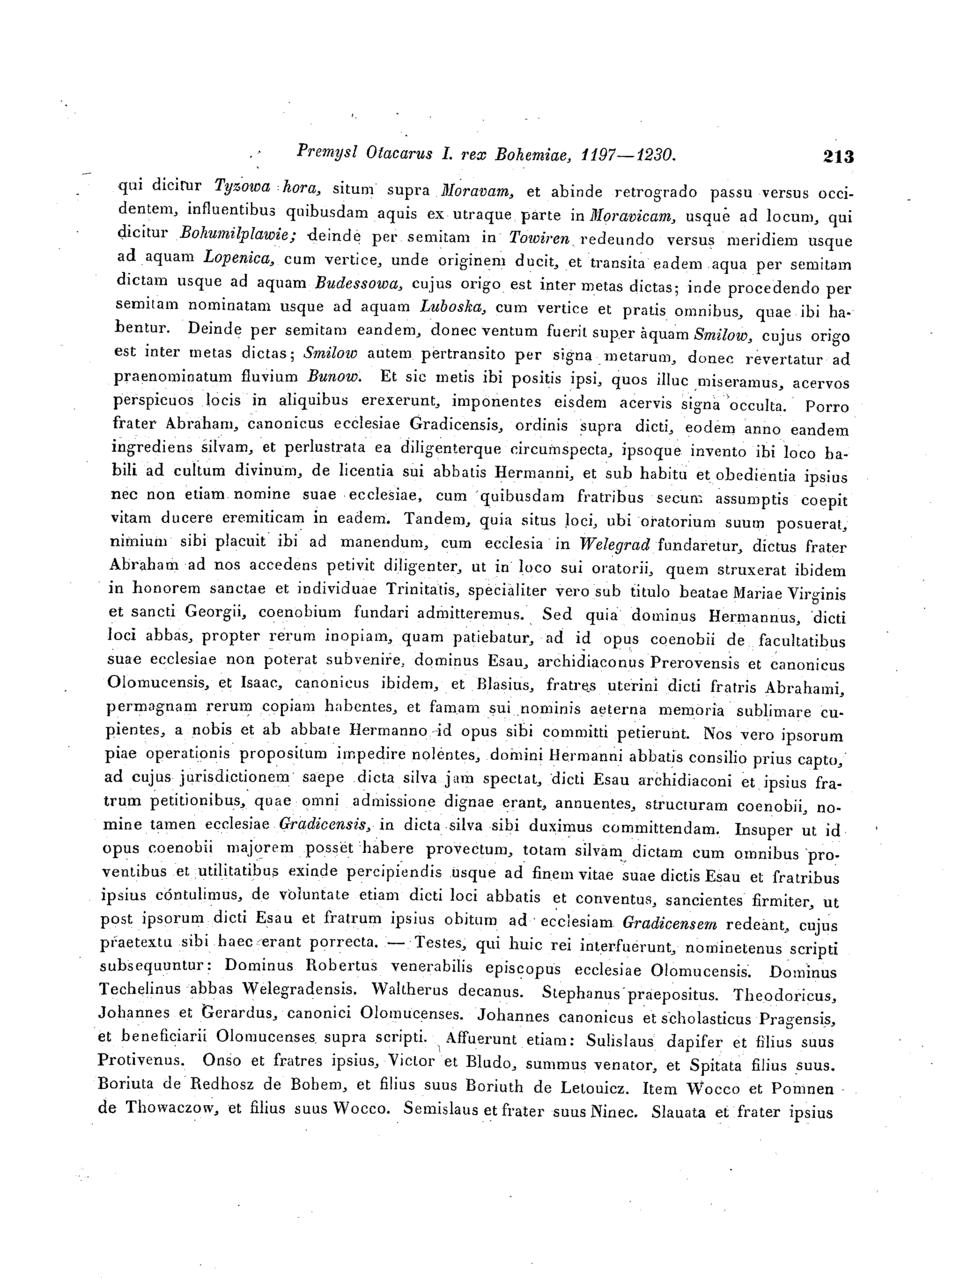 Premysl Otacarus I. rex Bohemiae, 1197—1230. 213
qui dicitur Tyzowa hora, situm supra Moravam, et abinde retrogrado passu versus occi-
dentem, influentibus quibusdam aquis ex utraque parte in Moravicam, usque ad locum, qui
dicitur Bohumilplawie; deinde per semitam in Towiren redeundo versus meridiem usque
ad aquam Lopenica, cum vertice, unde originem ducit, et transita eadem aqua per semitam
dictam usque ad aquam Budessowa, cujus origo est inter metas dictas; inde procedendo per
semitam nominatam usque ad aquam Luboska, cum vertice et pratis omnibus, quae ibi ha-
bentur. Deinde per semitam eandem, donec ventum fuerit super aquam Smilow, cujus origo
est inter metas dictas; Smilow autem pertransito per signa metarum, donec revertatur ad
praenominatum fluvium Bunow. Et sic metis ibi positis ipsi, quos illuc miseramus, acervos
perspicuos locis in aliquibus erexerunt, imponentes eisdem acervis signa occulta. Porro
frater Abraham, canonicus ecclesiae Gradicensis, ordinis supra dicti, eodem anno eandem
ingrediens silvam, et perlustrata ea diligenterque circumspecta, ipsoque invento ibi loco ha-
bili ad cultum divinum, de licentia sui abbatis Hermanni, et sub habitu et obedientia ipsius
nec non etiam nomine suae ecclesiae, cum quibusdam fratribus secum assumptis coepit
vitam ducere eremiticam in eadem. Tandem, quia situs loci, ubi oratorium suum posuerat,
nimium sibi placuit ibi ad manendum, cum ecclesia in Welegrad fundaretur, dictus frater
Abraham ad nos accedens petivit diligenter, ut in loco sui oratorii, quem struxerat ibidem
in honorem sanctae et individuae Trinitatis, specialiter vero sub titulo beatae Mariae Virginis
et sancti Georgii, coenobium fundari admitteremus. Sed quia dominus Hermannus, dicti
loci abbas, propter rerum inopiam, quam patiebatur, ad id opus coenobii de facultatibus
suae ecclesiae non poterat subvenire, dominus Esau, archidiaconus Prerovensis et canonicus
Olomucensis, et Isaac, canonicus ibidem, et Blasius, fratres uterini dicti fratris Abrahami,
permagnam rerum copiam habentes, et famam sui nominis aeterna memoria sublimare cu-
pientes, a nobis et ab abbate Hermanno id opus sibi committi petierunt. Nos vero ipsorum
piae operationis propositum impedire nolentes, domini Hermanni abbatis consilio prius capto,
ad cujus jurisdictionem saepe dicta silva jam spectat, dicti Esau archidiaconi et ipsius fra-
trum petitionibus, quae omni admissione dignae erant, annuentes, structuram coenobii, no-
mine tamen ecclesiae Gradicensis, in dicta silva sibi duximus committendam. Insuper ut id
opus coenobii majorem posset habere provectum, totam silvam dictam cum omnibus pro-
ventibus et utilitatibus exinde percipiendis usque ad finem vitae suae dictis Esau et fratribus
ipsius contulimus, de voluntate etiam dicti loci abbatis et conventus, sancientes firmiter, ut
post ipsorum dicti Esau et fratrum ipsius obitum ad ecclesiam Gradicensem redeant, cujus
praetextu sibi haec erant porrecta. — Testes, qui huic rei interfuerunt, nominetenus scripti
subsequuntur: Dominus Robertus venerabilis episcopus ecclesiae Olomucensis. Dominus
Techelinus abbas Welegradensis. Waltherus decanus. Stephanus praepositus. Theodoricus,
Johannes et Gerardus, canonici Olomucenses. Johannes canonicus et scholasticus Pragensis,
et beneficiarii Olomucenses supra scripti. Affuerunt etiam: Sulislaus dapifer et filius suus
Protivenus. Onso et fratres ipsius, Victor et Bludo, summus venator, et Spitata filius suus.
Boriuta de Redhosz de Bohem, et filius suus Boriuth de Letouicz. Item Wocco et Pomnen
de Thowaczow, et filius suus Wocco. Semislaus et frater suus Ninec. Slauata et frater ipsius